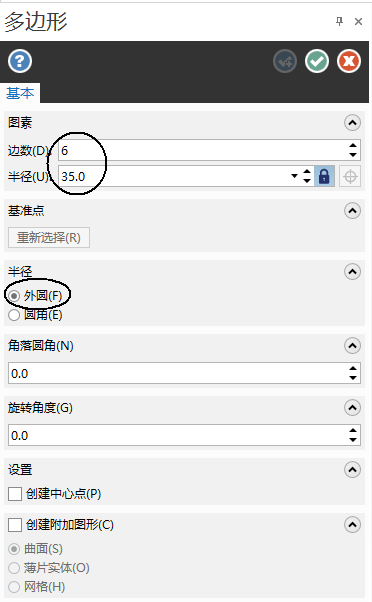 多边形
基本
图素
边数(D): 6
半径(U): 35.0
基准点
重新选择(R)
半径
外圆(F)
圆角(E)
角落圆角(N)
0.0
旋转角度(G)
0.0
设置
创建中心点(P)
创建附加图形(C)
曲面(S)
薄片实体(O)
网格(H)